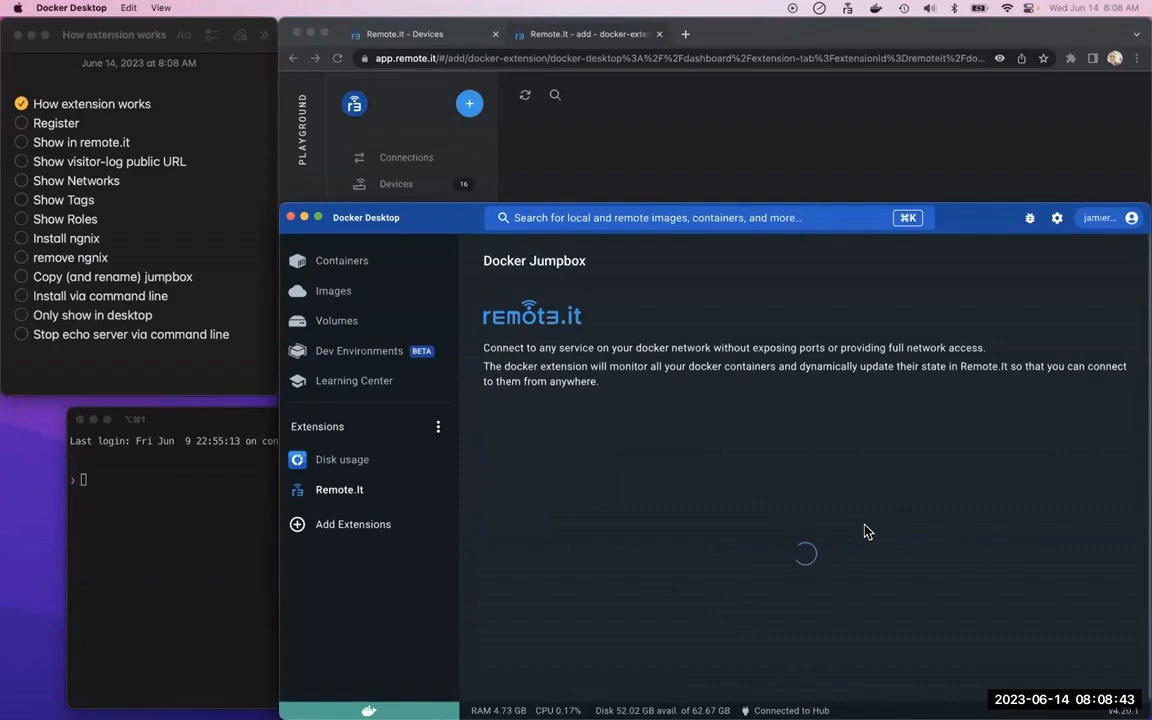 Docker Desktop Edit View
Wed Jun 14 8:08 AM
How extension works Aa
June 14, 2023 at 8:08 AM
How extension works
Register
Show in remote.it
Show visitor-log public URL
Show Networks
Show Tags
Show Roles
Install ngnix
remove ngnix
Copy (and rename) jumpbox
Install via command line
Only show in desktop
Stop echo server via command line
⌥⌘1
Last login: Fri Jun 9 22:55:13 on con
Remote.It - Devices
Remote.It - add - docker-exte
app.remote.it/#/add/docker-extension/docker-desktop%3A%2F%2Fdashboard%2Fextension-tab%3FextensionId%3Dremoteit%2Fdo...
PLAYGROUND
r3
Connections
Devices 16
Docker Desktop
Search for local and remote images, containers, and more... ⌘K
jamier...
Containers
Images
Volumes
Dev Environments BETA
Learning Center
Extensions
Disk usage
Remote.It
Add Extensions
Docker Jumpbox
remot3.it
Connect to any service on your docker network without exposing ports or providing full network access.
The docker extension will monitor all your docker containers and dynamically update their state in Remote.It so that you can connect
to them from anywhere.
RAM 4.73 GB CPU 0.17% Disk 52.02 GB avail. of 62.67 GB Connected to Hub
v4.20.1
2023-06-14 08:08:43